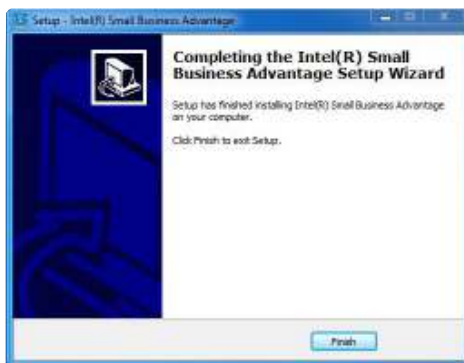 Setup - Intel(R) Small Business Advantage
Completing the Intel(R) Small
Business Advantage Setup Wizard
Setup has finished installing Intel(R) Small Business Advantage
on your computer.
Click Finish to exit Setup.
Finish